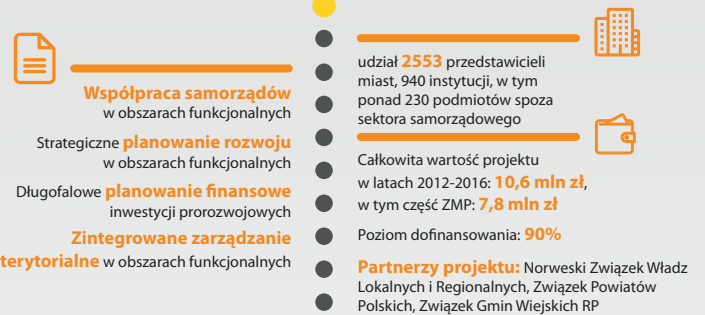 Współpraca samorządów
w obszarach funkcjonalnych
Strategiczne planowanie rozwoju
w obszarach funkcjonalnych
Długofalowe planowanie finansowe
inwestycji prorozwojowych
Zintegrowane zarządzanie
terytorialne w obszarach funkcjonalnych
udział 2553 przedstawicieli
miast, 940 instytucji, w tym
ponad 230 podmiotów spoza
sektora samorządowego
Całkowita wartość projektu
w latach 2012-2016: 10,6 mln zł,
w tym część ZMP: 7,8 mln zł
Poziom dofinansowania: 90%
Partnerzy projektu: Norweski Związek Władz
Lokalnych i Regionalnych, Związek Powiatów
Polskich, Związek Gmin Wiejskich RP